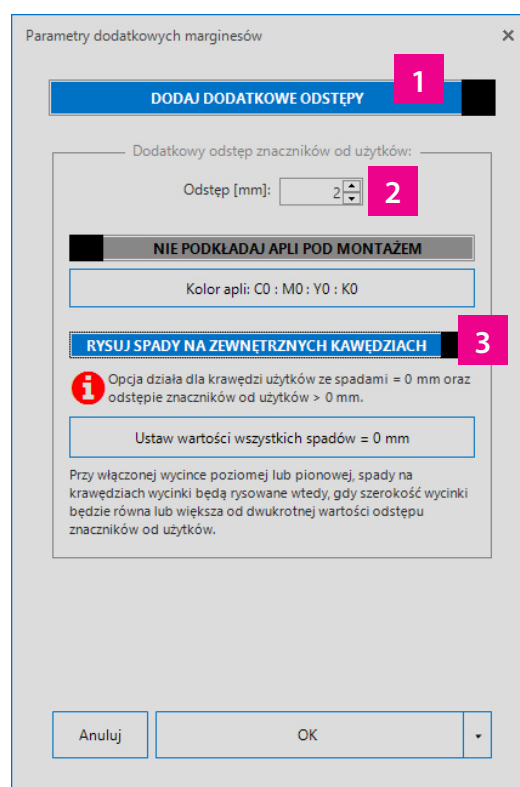 Parametry dodatkowych marginesów
1
DODAJ DODATKOWE ODSTĘPY
Dodatkowy odstęp znaczników od użytków:
Odstęp [mm]: 2
2
NIE PODKŁADAJ APLI POD MONTAŻEM
Kolor apli: C0 : M0 : Y0 : K0
RYSUJ SPADY NA ZEWNĘTRZNYCH KAWĘDZIACH
3
Opcja działa dla krawędzi użytków ze spadami = 0 mm oraz
odstępie znaczników od użytków > 0 mm.
Ustaw wartości wszystkich spadów = 0 mm
Przy włączonej wycince poziomej lub pionowej, spady na
krawędziach wycinki będą rysowane wtedy, gdy szerokość wycinki
będzie równa lub większa od dwukrotnej wartości odstępu
znaczników od użytków.
Anuluj
OK